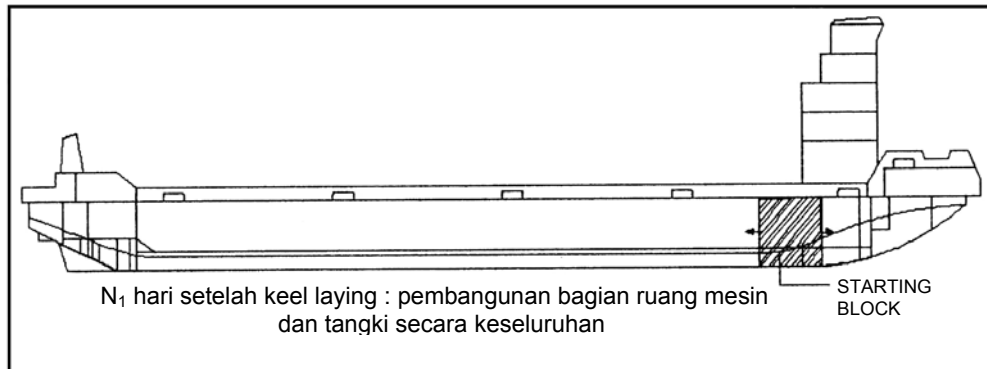 N₁ hari setelah keel laying : pembangunan bagian ruang mesin
dan tangki secara keseluruhan
STARTING
BLOCK